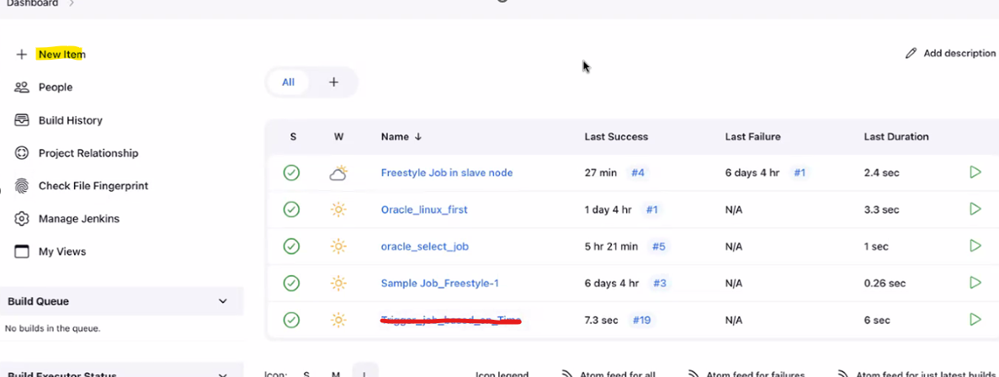 Dashboard
New Item
People
Build History
Project Relationship
Check File Fingerprint
Manage Jenkins
My Views
Build Queue
No builds in the queue.
Build Executor Status
Add description
All +
S W Name ↓ Last Success Last Failure Last Duration
Freestyle Job in slave node 27 min #4 6 days 4 hr #1 2.4 sec
Oracle_linux_first 1 day 4 hr #1 N/A 3.3 sec
oracle_select_job 5 hr 21 min #5 N/A 1 sec
Sample Job_Freestyle-1 6 days 4 hr #3 N/A 0.26 sec
Trigger_job_based_on_Time 7.3 sec #19 N/A 6 sec
Icon: S M L Icon legend Atom feed for all Atom feed for failures Atom feed for just latest builds